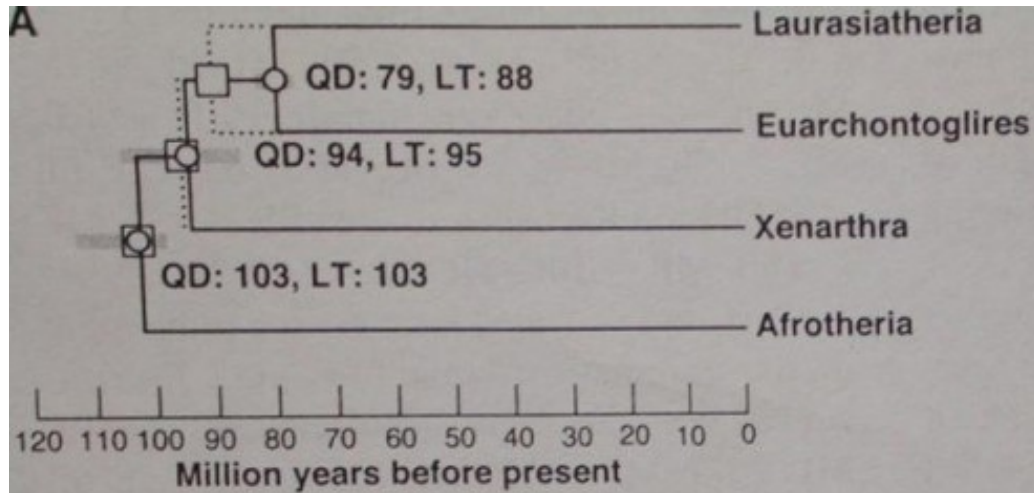 A
Laurasiatheria
QD: 79, LT: 88
Euarchontoglires
QD: 94, LT: 95
Xenarthra
QD: 103, LT: 103
Afrotheria
120 110 100 90 80 70 60 50 40 30 20 10 0
Million years before present